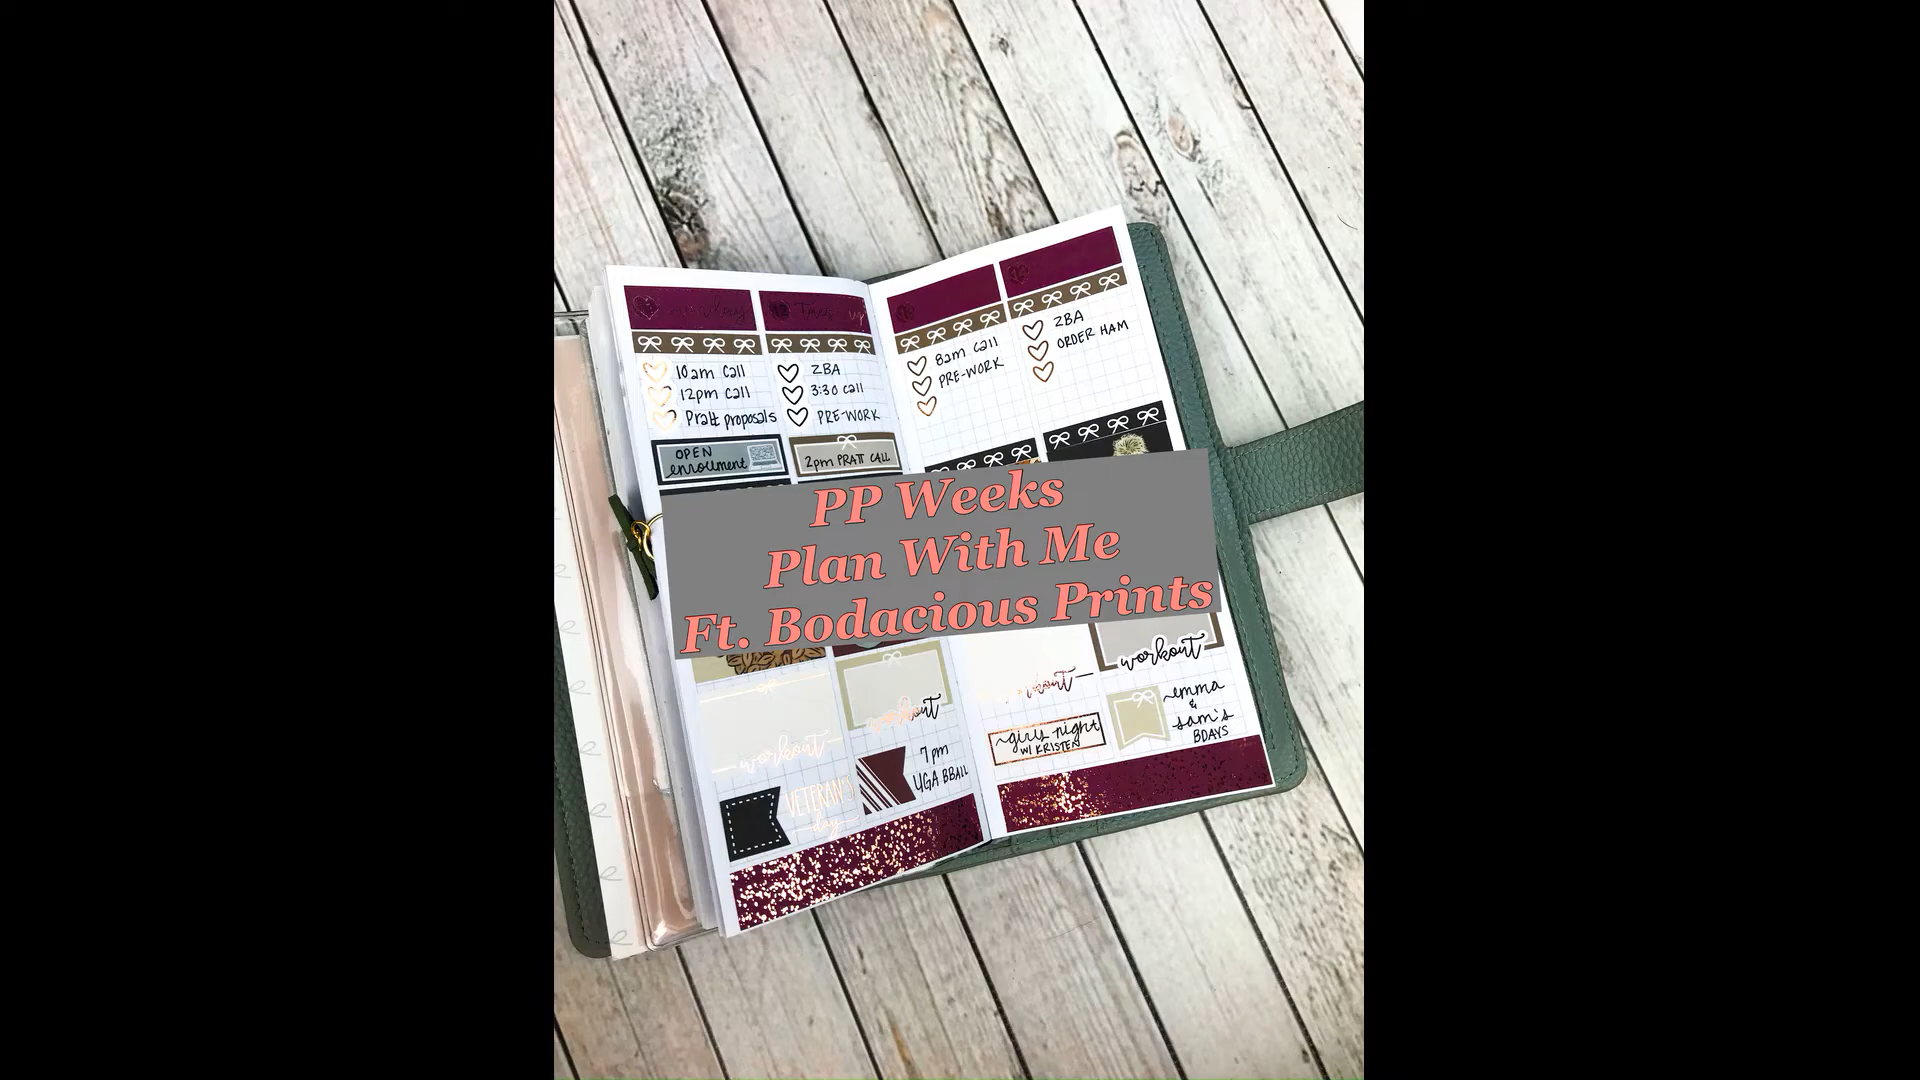 10am Call
12pm Call
Pratt proposals
OPEN
enrollment
ZBA
3:30 Call
PRE-WORK
2pm PRATT CALL
8am Call
PRE-WORK
ZBA
ORDER HAM
PP Weeks
Plan With Me
Ft. Bodacious Prints
workout
VETERAN'S
day
workout
7pm
UGA BBALL
workout
girls night
W/ KRISTEN
workout
emma
&
sam's
BDAYS